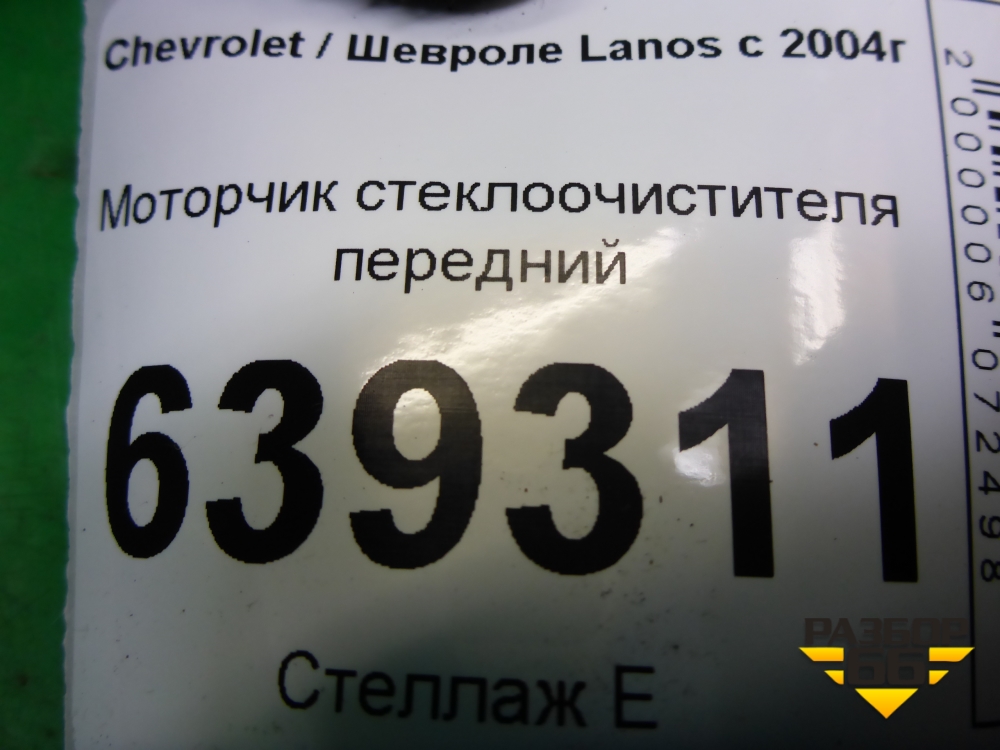 Chevrolet / Шевроле Lanos с 2004г
Моторчик стеклоочистителя
передний
639311
Стеллаж Е
2000006072498
РАЗБОР
66